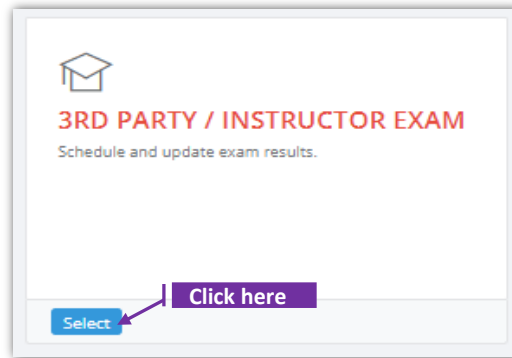 3RD PARTY / INSTRUCTOR EXAM
Schedule and update exam results.
Click here
Select